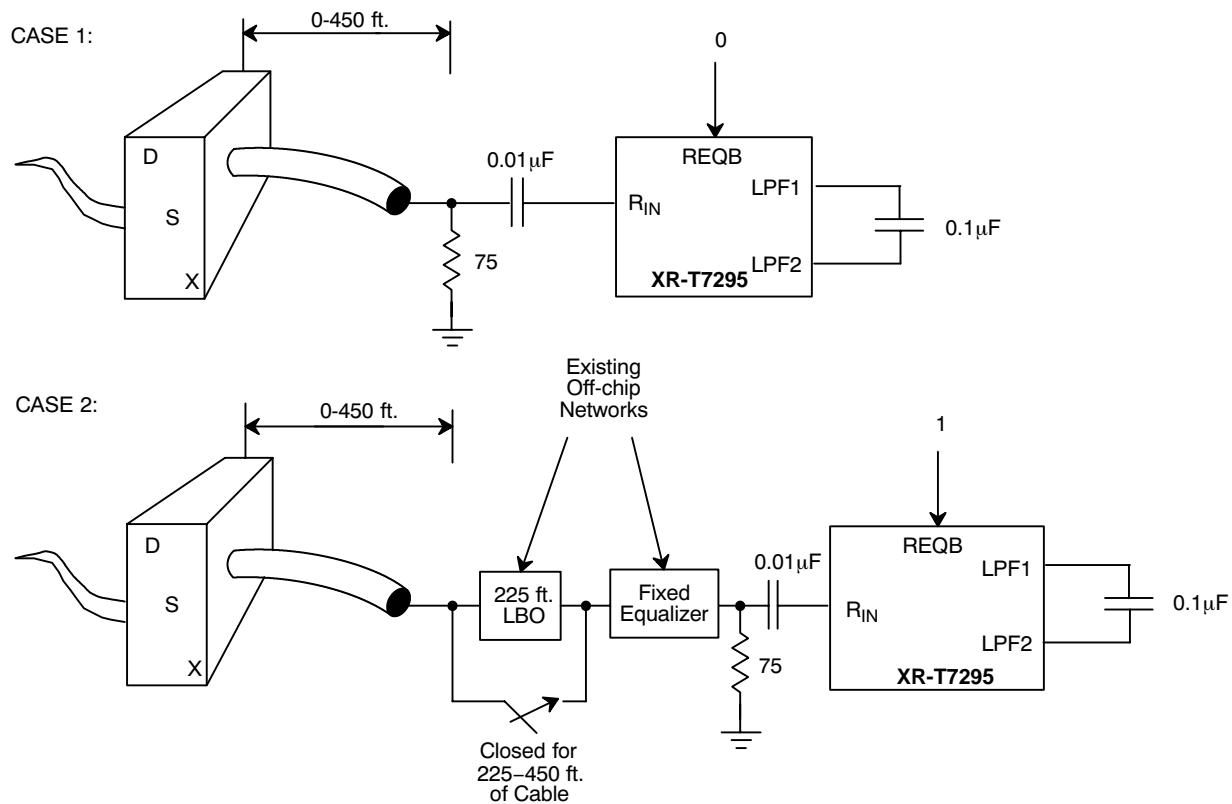 CASE 1:
0-450 ft.
0
D
S
X
0.01µF
75
REQB
RIN
LPF1
LPF2
XR-T7295
0.1µF
CASE 2:
0-450 ft.
Existing
Off-chip
Networks
1
D
S
X
225 ft.
LBO
Fixed
Equalizer
0.01µF
75
REQB
RIN
LPF1
LPF2
XR-T7295
0.1µF
Closed for
225–450 ft.
of Cable